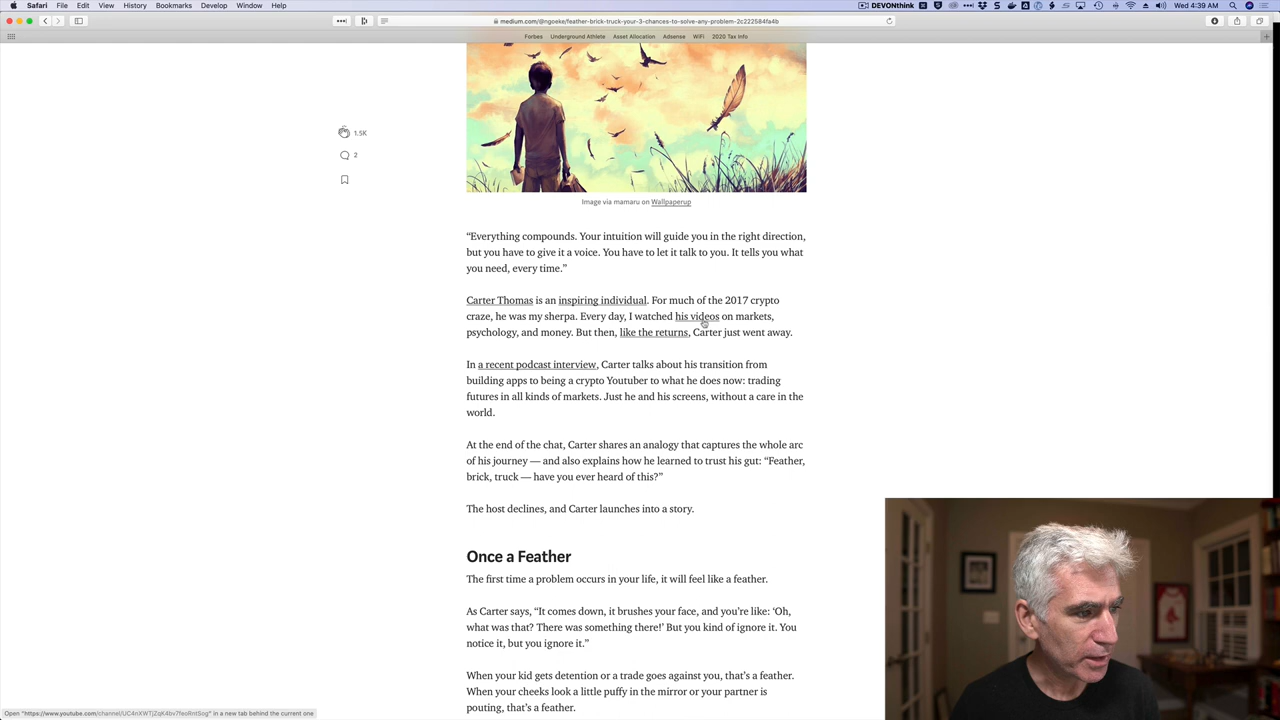 Safari File Edit View History Bookmarks Develop Window Help
DEVONthink
Wed 4:39 AM
medium.com/@ngoeke/feather-brick-truck-your-3-chances-to-solve-any-problem-2c222584fa4b
Forbes Underground Athlete Asset Allocation Adsense WiFi 2020 Tax Info
1.5K
2
Image via mamaru on Wallpaperup
“Everything compounds. Your intuition will guide you in the right direction,
but you have to give it a voice. You have to let it talk to you. It tells you what
you need, every time.”
Carter Thomas is an inspiring individual. For much of the 2017 crypto
craze, he was my sherpa. Every day, I watched his videos on markets,
psychology, and money. But then, like the returns, Carter just went away.
In a recent podcast interview, Carter talks about his transition from
building apps to being a crypto Youtuber to what he does now: trading
futures in all kinds of markets. Just he and his screens, without a care in the
world.
At the end of the chat, Carter shares an analogy that captures the whole arc
of his journey — and also explains how he learned to trust his gut: “Feather,
brick, truck — have you ever heard of this?”
The host declines, and Carter launches into a story.
Once a Feather
The first time a problem occurs in your life, it will feel like a feather.
As Carter says, “It comes down, it brushes your face, and you’re like: ‘Oh,
what was that? There was something there!’ But you kind of ignore it. You
notice it, but you ignore it.”
When your kid gets detention or a trade goes against you, that’s a feather.
When your cheeks look a little puffy in the mirror or your partner is
pouting, that’s a feather.
Open "https://www.youtube.com/channel/UC4nXWTjZqK4bv7feoRntSog" in a new tab behind the current one